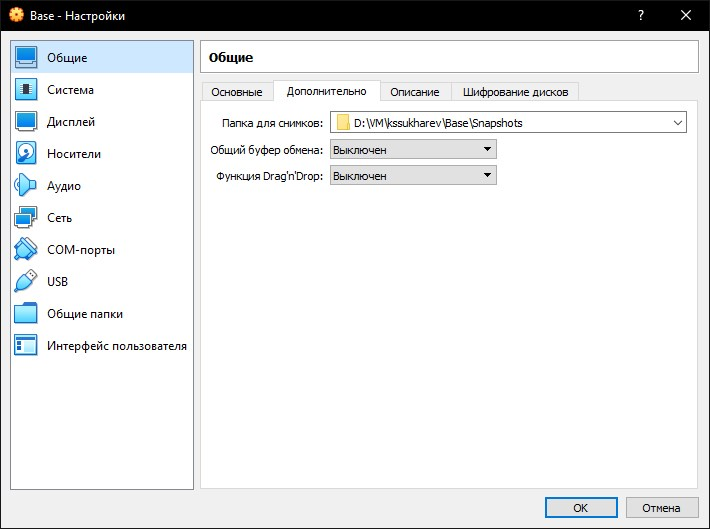 Base - Настройки
?
Общие
Система
Дисплей
Носители
Аудио
Сеть
COM-порты
USB
Общие папки
Интерфейс пользователя
Общие
Основные
Дополнительно
Описание
Шифрование дисков
Папка для снимков: D:\VM\kssukharev\Base\Snapshots
Общий буфер обмена: Выключен
Функция Drag'n'Drop: Выключен
OK
Отмена